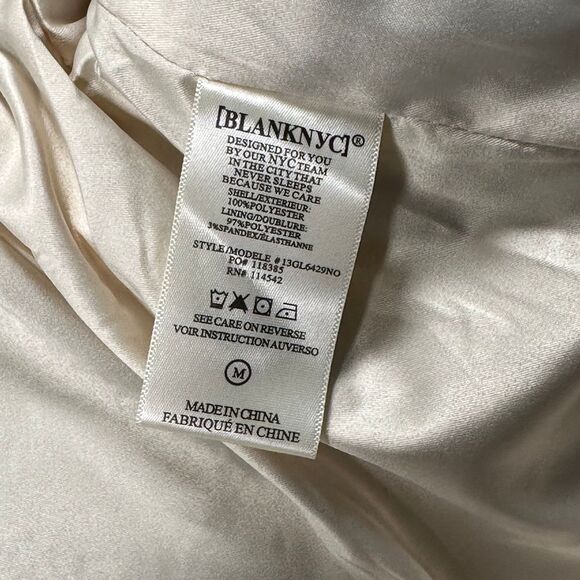 [BLANKNYC]®
DESIGNED FOR YOU
BY OUR NYC TEAM
IN THE CITY THAT
NEVER SLEEPS
BECAUSE WE CARE
SHELL/EXTERIEUR:
100%POLYESTER
LINING/DOUBLURE:
97%POLYESTER
3%SPANDEX/ÉLASTHANNE
STYLE/MODELE #13GL6429NO
PO# 118385
RN# 114542
SEE CARE ON REVERSE
VOIR INSTRUCTION AUVERSO
M
MADE IN CHINA
FABRIQUÉ EN CHINE